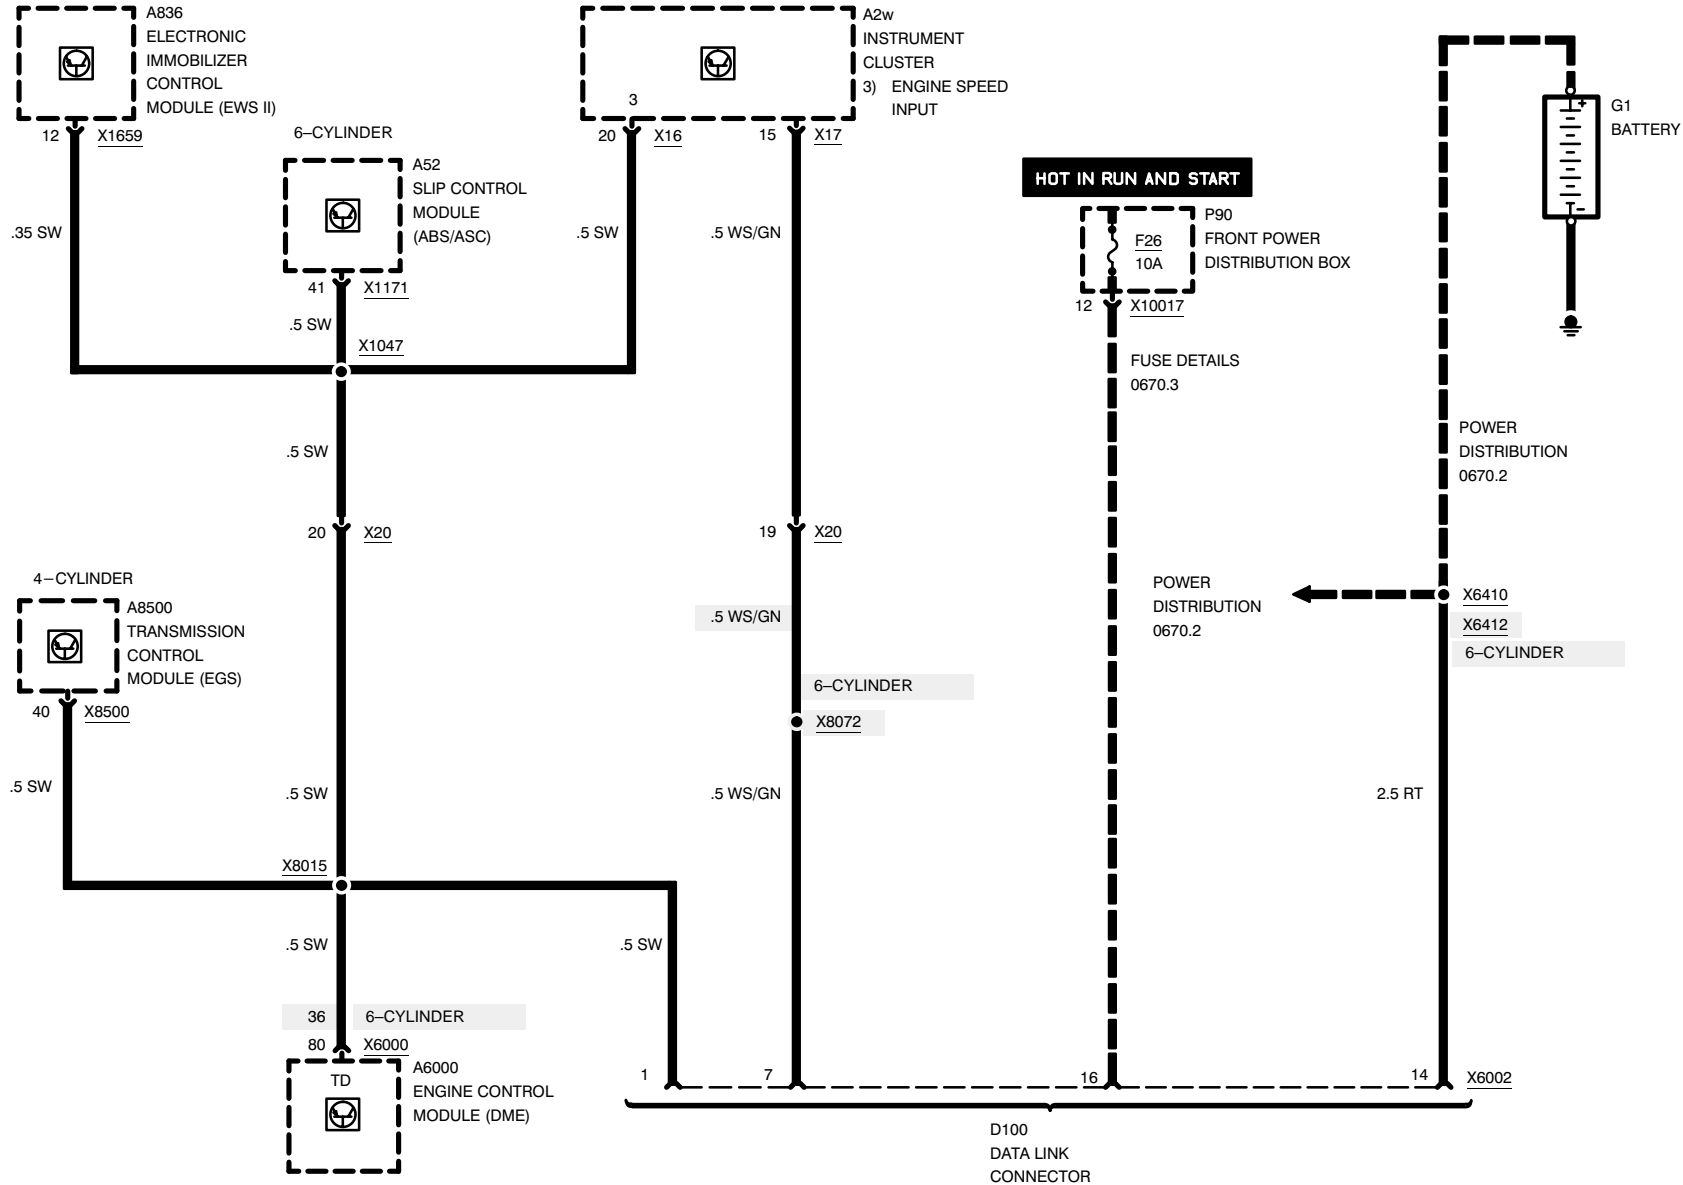 A836
ELECTRONIC
IMMOBILIZER
CONTROL
MODULE (EWS II)
12
X1659
.35 SW
6–CYLINDER
A52
SLIP CONTROL
MODULE
(ABS/ASC)
41
X1171
.5 SW
X1047
A2w
INSTRUMENT
CLUSTER
3) ENGINE SPEED
INPUT
3
20
X16
15
X17
.5 SW
.5 WS/GN
HOT IN RUN AND START
P90
FRONT POWER
DISTRIBUTION BOX
F26
10A
12
X10017
FUSE DETAILS
0670.3
+
–
G1
BATTERY
POWER
DISTRIBUTION
0670.2
.5 SW
20
X20
19
X20
4–CYLINDER
A8500
TRANSMISSION
CONTROL
MODULE (EGS)
40
X8500
.5 SW
.5 WS/GN
6–CYLINDER
X8072
POWER
DISTRIBUTION
0670.2
X6410
X6412
6–CYLINDER
.5 SW
.5 WS/GN
2.5 RT
X8015
.5 SW
.5 SW
36
6–CYLINDER
80
X6000
TD
A6000
ENGINE CONTROL
MODULE (DME)
1
7
16
14
X6002
D100
DATA LINK
CONNECTOR